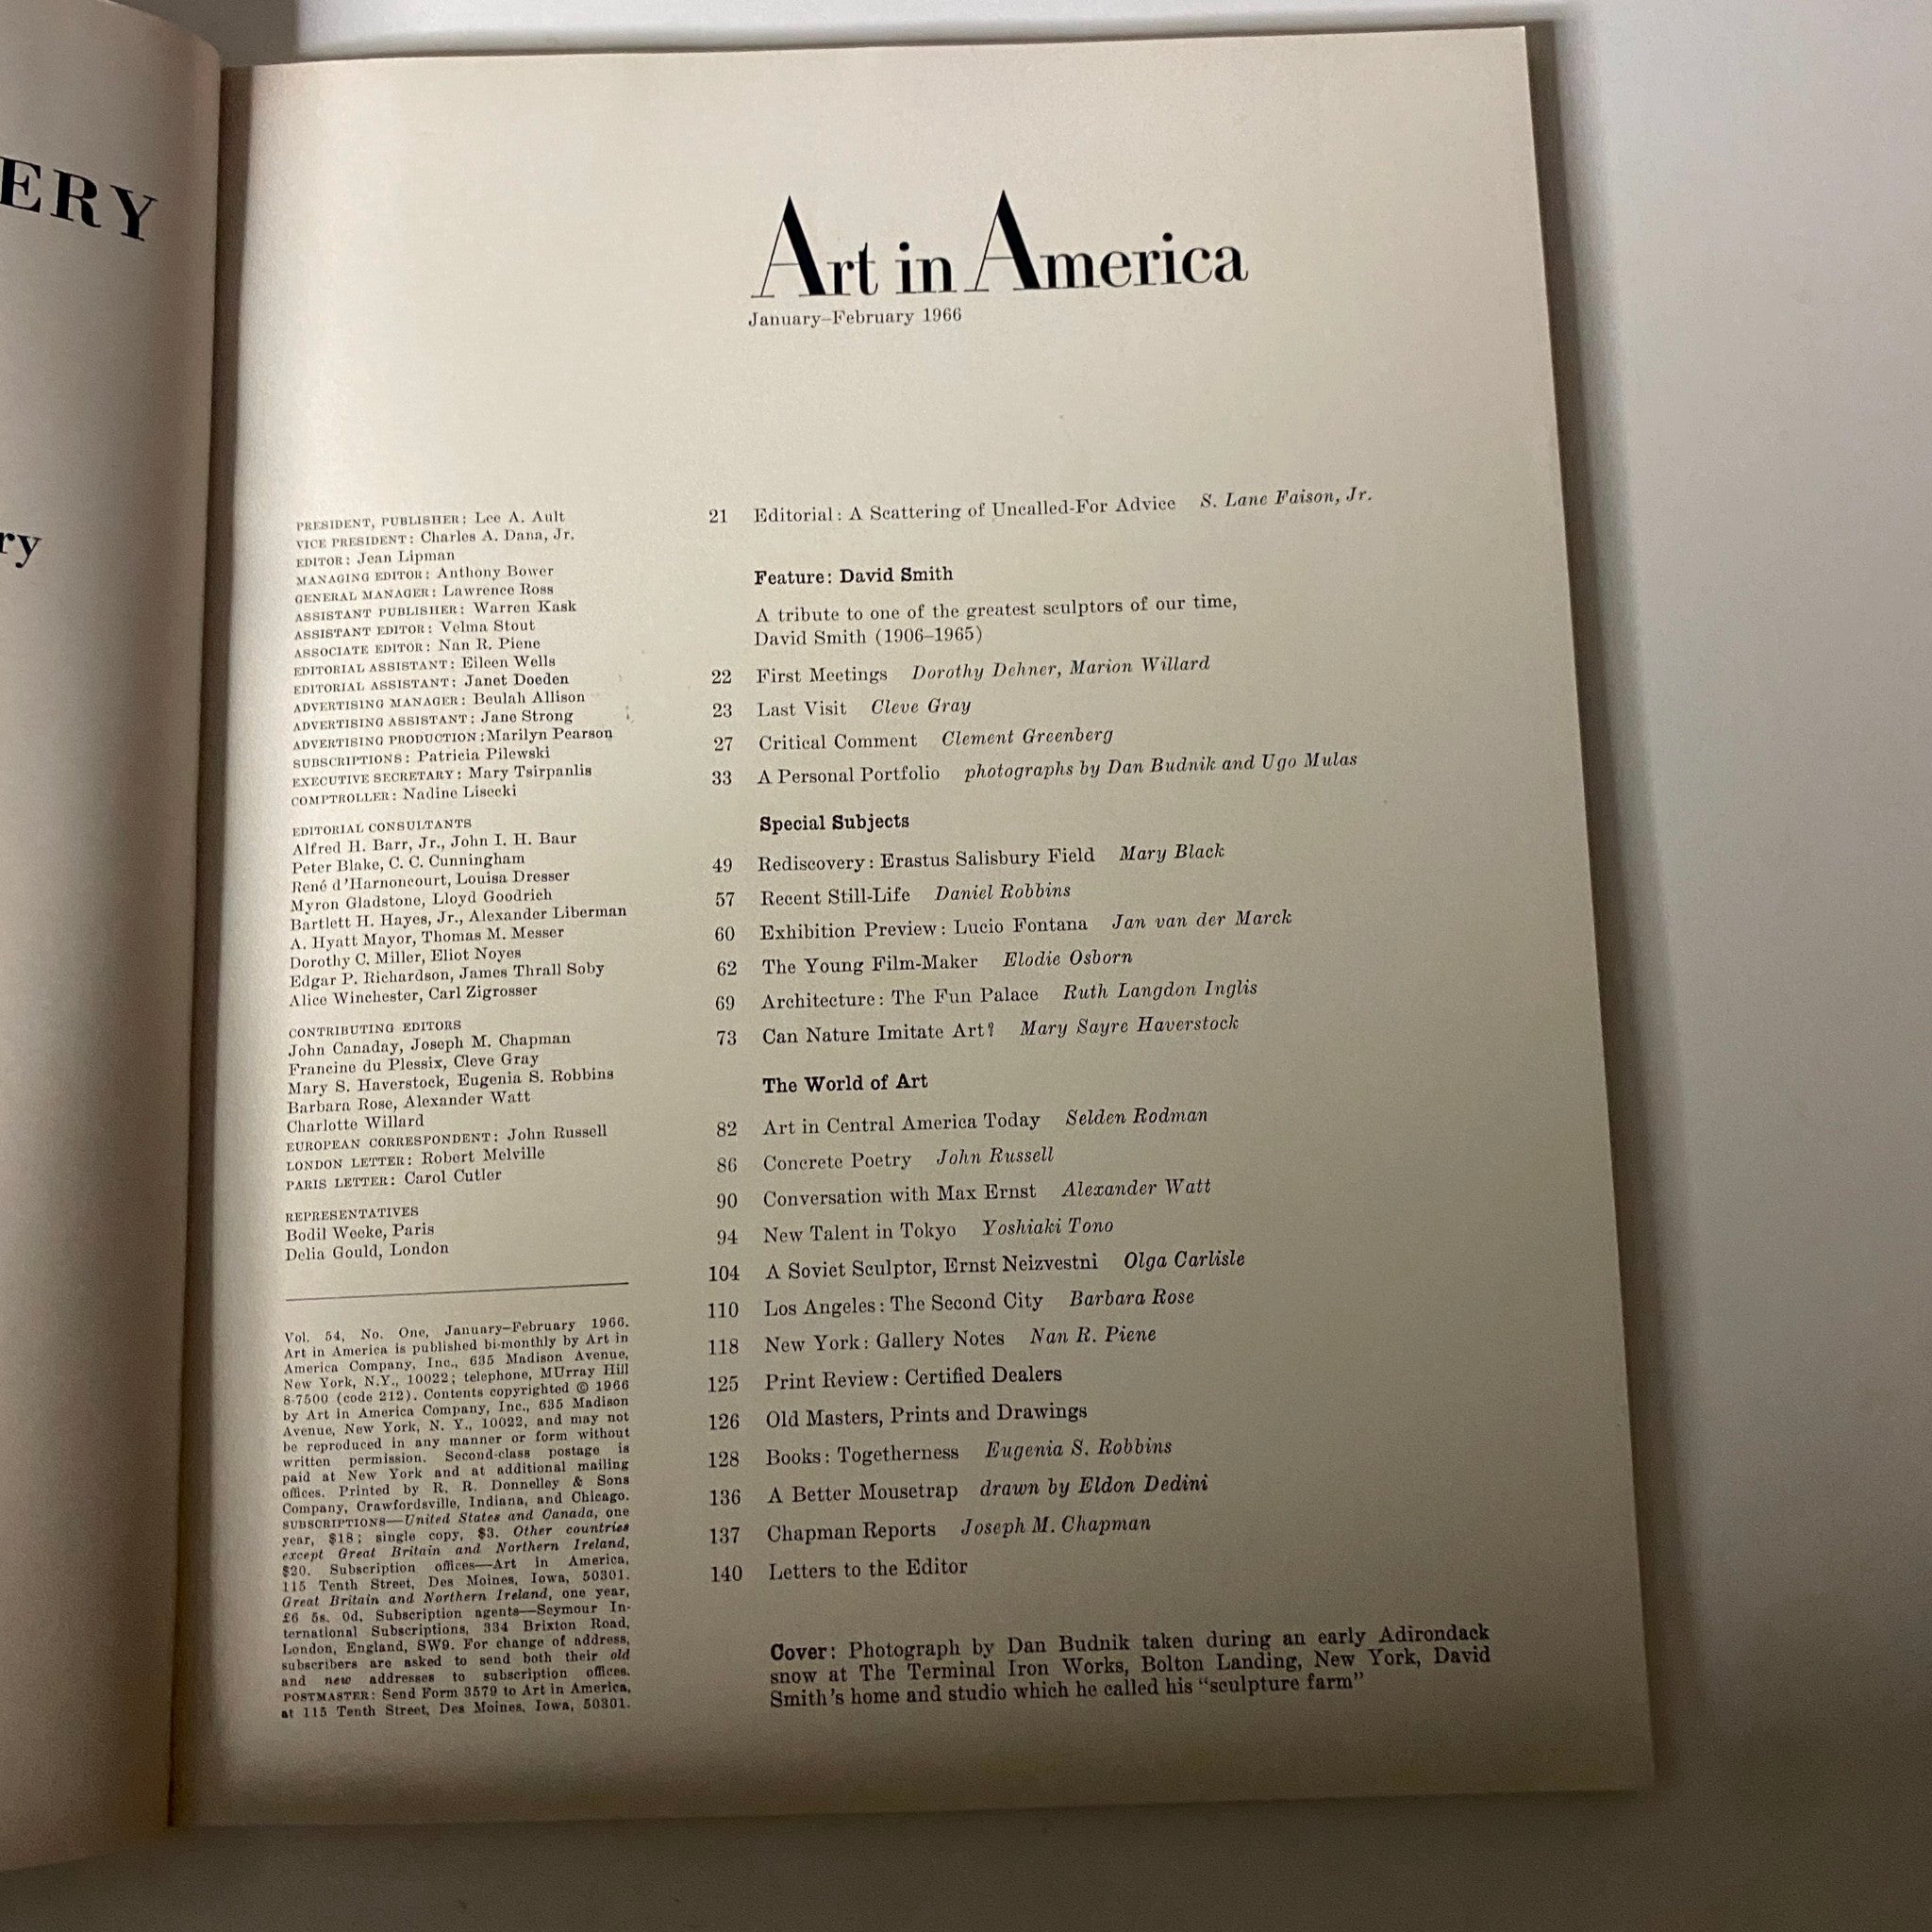 ERY
ry
Art in America
January–February 1966
PRESIDENT, PUBLISHER: Lee A. Ault
VICE PRESIDENT: Charles A. Dana, Jr.
EDITOR: Jean Lipman
MANAGING EDITOR: Anthony Bower
GENERAL MANAGER: Lawrence Ross
ASSISTANT PUBLISHER: Warren Kask
ASSISTANT EDITOR: Velma Stout
ASSOCIATE EDITOR: Nan R. Piene
EDITORIAL ASSISTANT: Eileen Wells
EDITORIAL ASSISTANT: Janet Doeden
ADVERTISING MANAGER: Beulah Allison
ADVERTISING ASSISTANT: Jane Strong
ADVERTISING PRODUCTION: Marilyn Pearson
SUBSCRIPTIONS: Patricia Pilewski
EXECUTIVE SECRETARY: Mary Tsirpanlis
COMPTROLLER: Nadine Lisecki
EDITORIAL CONSULTANTS
Alfred H. Barr, Jr., John I. H. Baur
Peter Blake, C. C. Cunningham
René d'Harnoncourt, Louisa Dresser
Myron Gladstone, Lloyd Goodrich
Bartlett H. Hayes, Jr., Alexander Liberman
A. Hyatt Mayor, Thomas M. Messer
Dorothy C. Miller, Eliot Noyes
Edgar P. Richardson, James Thrall Soby
Alice Winchester, Carl Zigrosser
CONTRIBUTING EDITORS
John Canaday, Joseph M. Chapman
Francine du Plessix, Cleve Gray
Mary S. Haverstock, Eugenia S. Robbins
Barbara Rose, Alexander Watt
Charlotte Willard
EUROPEAN CORRESPONDENT: John Russell
LONDON LETTER: Robert Melville
PARIS LETTER: Carol Cutler
REPRESENTATIVES
Bodil Weeke, Paris
Delia Gould, London
Vol. 54, No. One, January–February 1966.
Art in America is published bi-monthly by Art in
America Company, Inc., 635 Madison Avenue,
New York, N.Y., 10022; telephone, MUrray Hill
8-7500 (code 212). Contents copyrighted © 1966
by Art in America Company, Inc., 635 Madison
Avenue, New York, N. Y., 10022, and may not
be reproduced in any manner or form without
written permission. Second-class postage is
paid at New York and at additional mailing
offices. Printed by R. R. Donnelley & Sons
Company, Crawfordsville, Indiana, and Chicago.
SUBSCRIPTIONS—United States and Canada, one
year, $18; single copy, $3. Other countries
except Great Britain and Northern Ireland,
$20. Subscription offices—Art in America,
115 Tenth Street, Des Moines, Iowa, 50301.
Great Britain and Northern Ireland, one year,
£6 5s. 0d. Subscription agents—Seymour In-
ternational Subscriptions, 334 Brixton Road,
London, England, SW9. For change of address,
subscribers are asked to send both their old
and new addresses to subscription offices.
POSTMASTER: Send Form 3579 to Art in America,
at 115 Tenth Street, Des Moines, Iowa, 50301.
21 Editorial: A Scattering of Uncalled-For Advice S. Lane Faison, Jr.
Feature: David Smith
A tribute to one of the greatest sculptors of our time,
David Smith (1906–1965)
22 First Meetings Dorothy Dehner, Marion Willard
23 Last Visit Cleve Gray
27 Critical Comment Clement Greenberg
33 A Personal Portfolio photographs by Dan Budnik and Ugo Mulas
Special Subjects
49 Rediscovery: Erastus Salisbury Field Mary Black
57 Recent Still-Life Daniel Robbins
60 Exhibition Preview: Lucio Fontana Jan van der Marck
62 The Young Film-Maker Elodie Osborn
69 Architecture: The Fun Palace Ruth Langdon Inglis
73 Can Nature Imitate Art? Mary Sayre Haverstock
The World of Art
82 Art in Central America Today Selden Rodman
86 Concrete Poetry John Russell
90 Conversation with Max Ernst Alexander Watt
94 New Talent in Tokyo Yoshiaki Tono
104 A Soviet Sculptor, Ernst Neizvestni Olga Carlisle
110 Los Angeles: The Second City Barbara Rose
118 New York: Gallery Notes Nan R. Piene
125 Print Review: Certified Dealers
126 Old Masters, Prints and Drawings
128 Books: Togetherness Eugenia S. Robbins
136 A Better Mousetrap drawn by Eldon Dedini
137 Chapman Reports Joseph M. Chapman
140 Letters to the Editor
Cover: Photograph by Dan Budnik taken during an early Adirondack
snow at The Terminal Iron Works, Bolton Landing, New York, David
Smith's home and studio which he called his "sculpture farm"